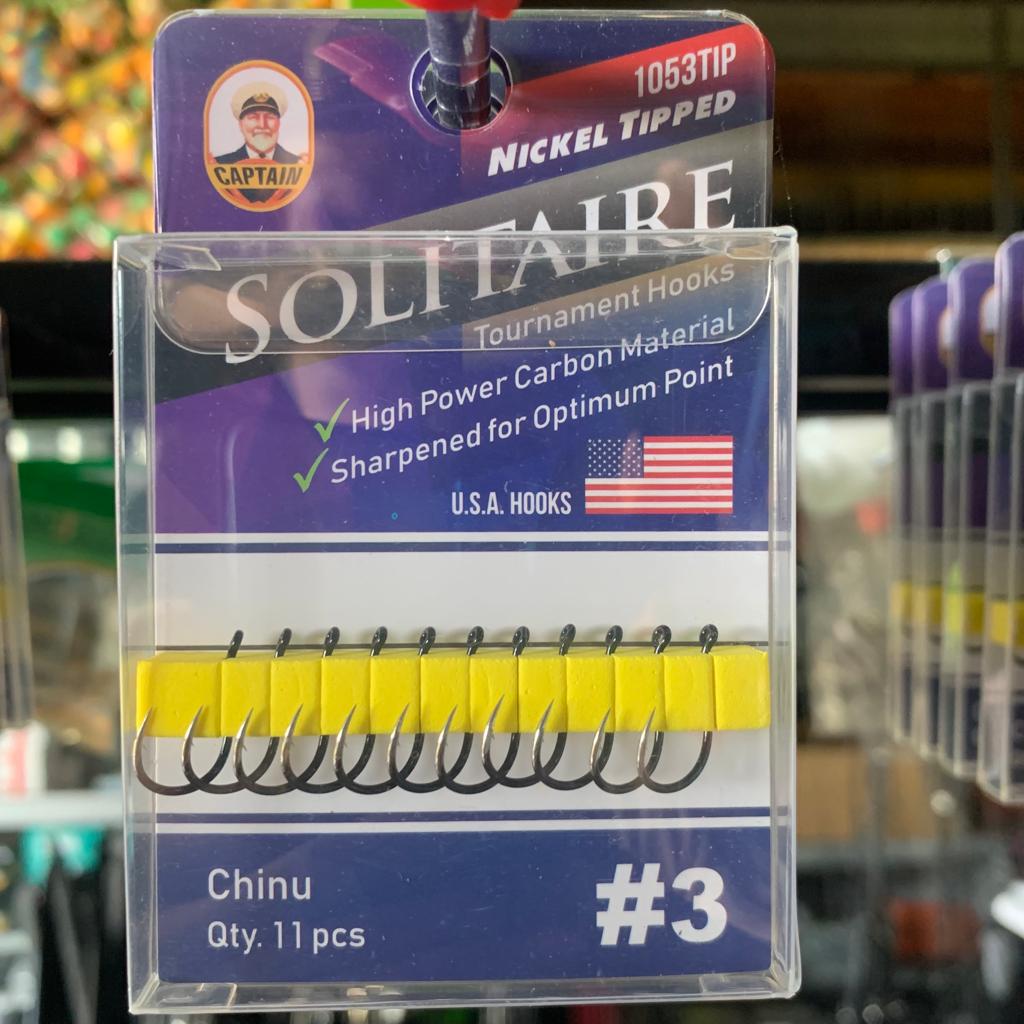 CAPTAIN
1053TIP
NICKEL TIPPED
SOLITAIRE
Tournament Hooks
High Power Carbon Material
Sharpened for Optimum Point
U.S.A. HOOKS
Chinu
Qty. 11 pcs
#3